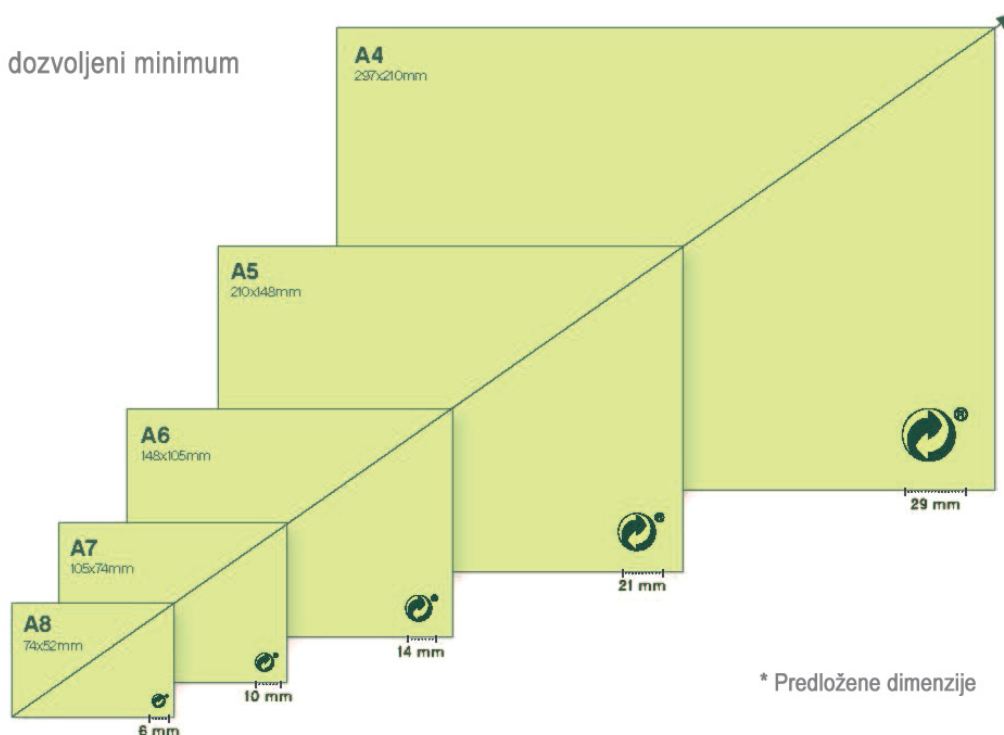 dozvoljeni minimum
A4
297x210mm
A5
210x148mm
®
29 mm
A6
148x105mm
®
21 mm
A7
105x74mm
®
14 mm
A8
74x52mm
®
10 mm
®
6 mm
* Predložene dimenzije